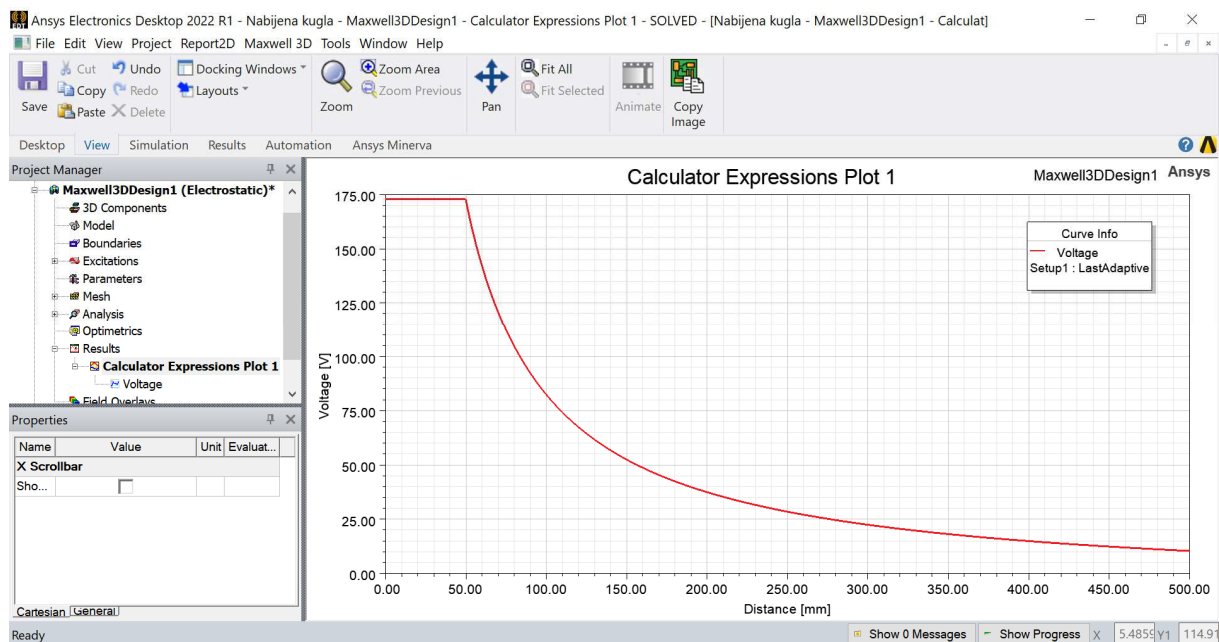 Ansys Electronics Desktop 2022 R1 - Nabijena kugla - Maxwell3DDesign1 - Calculator Expressions Plot 1 - SOLVED - [Nabijena kugla - Maxwell3DDesign1 - Calculat]
File Edit View Project Report2D Maxwell 3D Tools Window Help
Save
Cut
Copy
Paste
Undo
Redo
Delete
Docking Windows
Layouts
Zoom
Zoom Area
Zoom Previous
Pan
Fit All
Fit Selected
Animate
Copy Image
Desktop View Simulation Results Automation Ansys Minerva
Project Manager
Maxwell3DDesign1 (Electrostatic)*
3D Components
Model
Boundaries
Excitations
Parameters
Mesh
Analysis
Optimetrics
Results
Calculator Expressions Plot 1
Voltage
Field Overlays
Properties
Name Value Unit Evaluat...
X Scrollbar
Sho...
Cartesian General
Calculator Expressions Plot 1
Maxwell3DDesign1 Ansys
Curve Info
Voltage
Setup1 : LastAdaptive
Voltage [V]
175.00
150.00
125.00
100.00
75.00
50.00
25.00
0.00
0.00 50.00 100.00 150.00 200.00 250.00 300.00 350.00 400.00 450.00 500.00
Distance [mm]
Ready
Show 0 Messages Show Progress X 5.4859 Y1 114.91